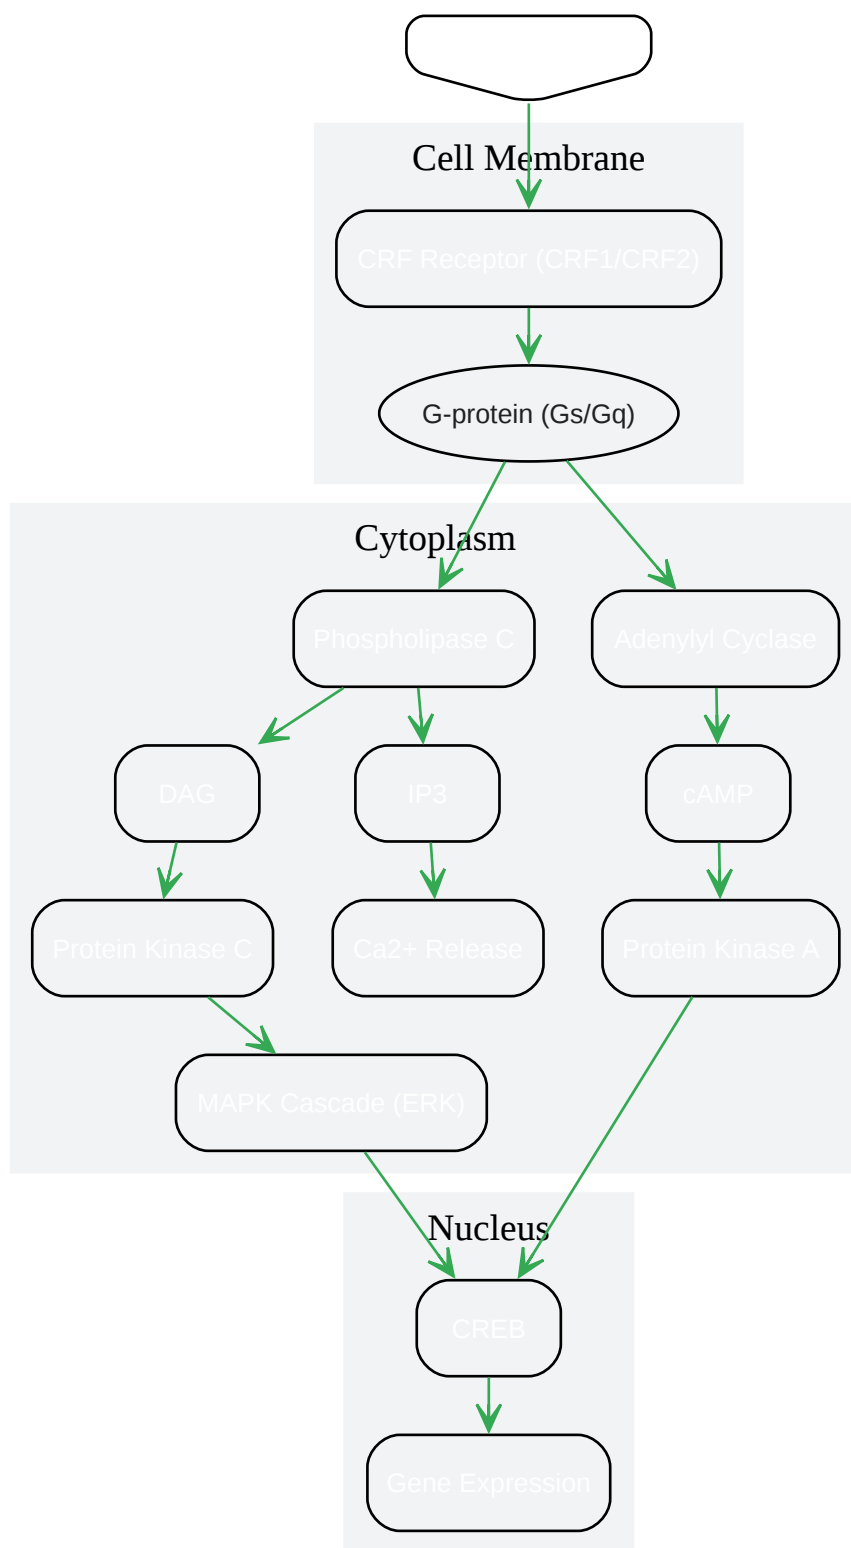 Cell Membrane
CRF Receptor (CRF1/CRF2)
G-protein (Gs/Gq)
Cytoplasm
Phospholipase C
Adenylyl Cyclase
DAG
IP3
cAMP
Protein Kinase C
Ca2+ Release
Protein Kinase A
MAPK Cascade (ERK)
Nucleus
CREB
Gene Expression